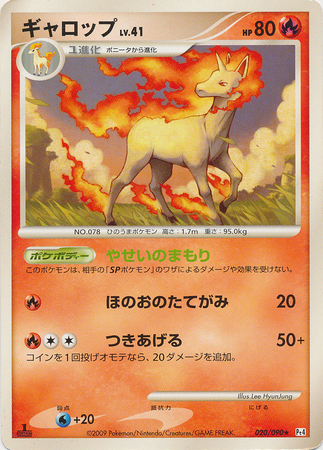 ギャロップ LV.41
HP 80
1進化 ポニータから進化
NO.078 ひのうまポケモン 高さ：1.7m 重さ：95.0kg
ポケボディー やせいのまもり
このポケモンは、相手の「SPポケモン」のワザによるダメージや効果を受けない。
ほのおのたてがみ 20
つきあげる 50+
コインを1回投げオモテなら、20ダメージを追加。
Illus.Lee HyunJung
弱点 抵抗力 にげる
+20
1 EDITION
©2009 Pokémon/Nintendo/Creatures/GAME FREAK.
020/090★ Pt4